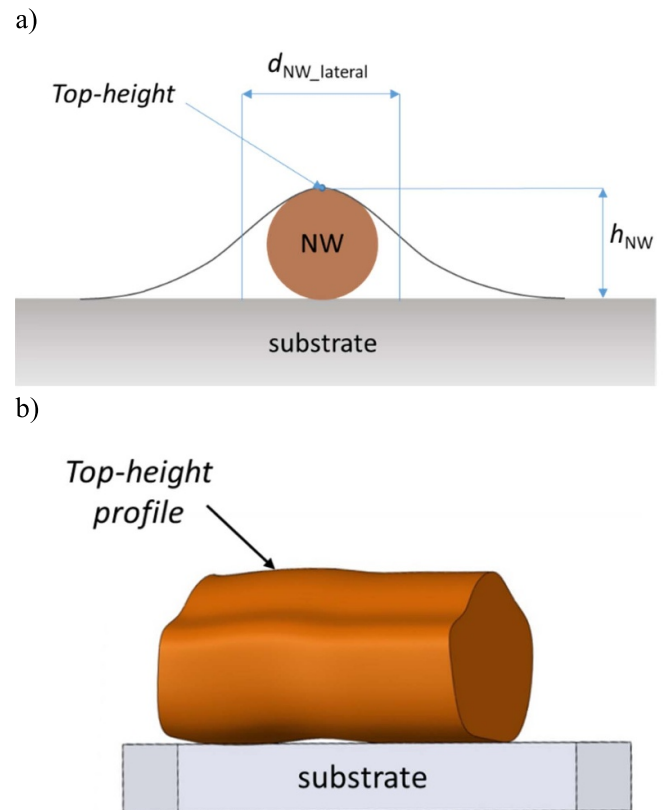 a)
d_NW_lateral
Top-height
NW
h_NW
substrate
b)
Top-height
profile
substrate